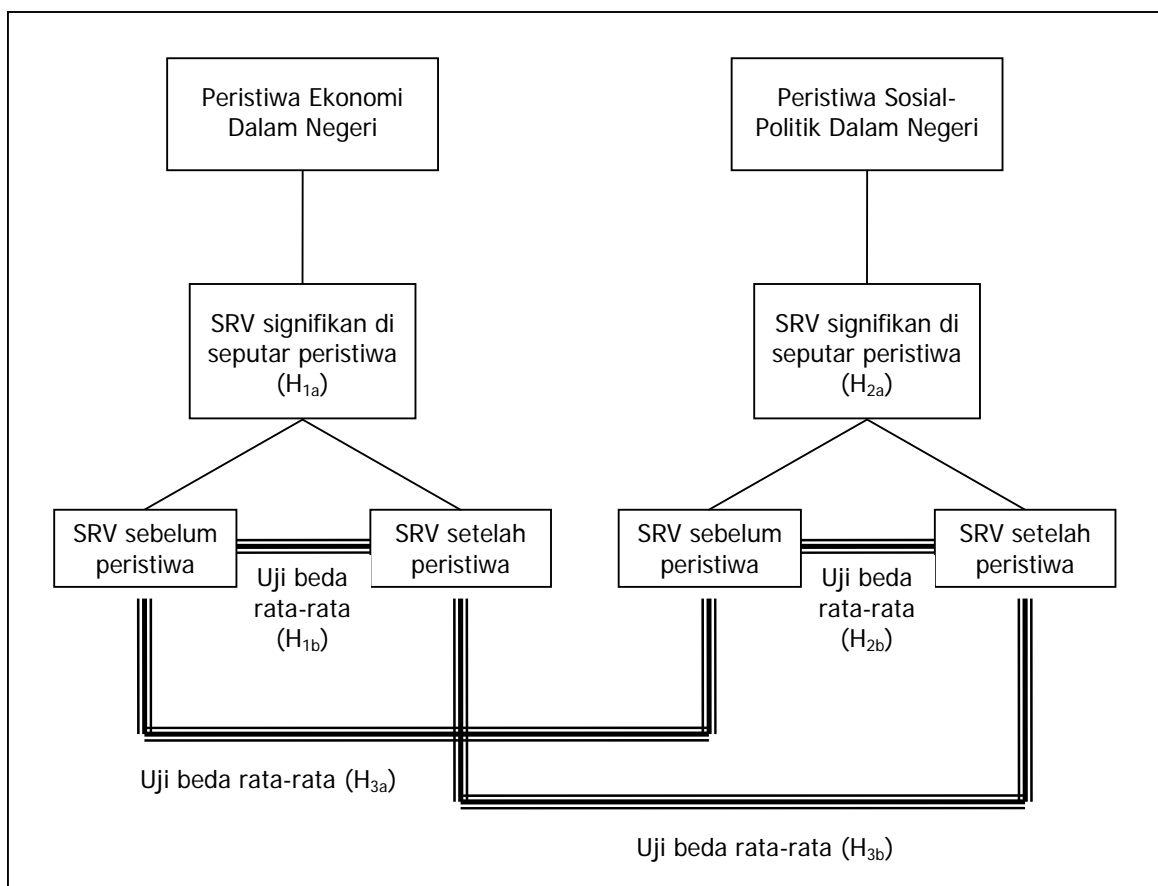 Peristiwa Ekonomi
Dalam Negeri
Peristiwa Sosial-
Politik Dalam Negeri
SRV signifikan di
seputar peristiwa
(H1a)
SRV signifikan di
seputar peristiwa
(H2a)
SRV sebelum
peristiwa
SRV setelah
peristiwa
SRV sebelum
peristiwa
SRV setelah
peristiwa
Uji beda
rata-rata
(H1b)
Uji beda
rata-rata
(H2b)
Uji beda rata-rata (H3a)
Uji beda rata-rata (H3b)